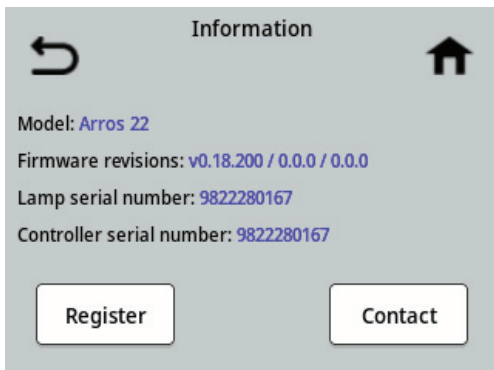 Information
Model: Arros 22
Firmware revisions: v0.18.200 / 0.0.0 / 0.0.0
Lamp serial number: 9822280167
Controller serial number: 9822280167
Register
Contact